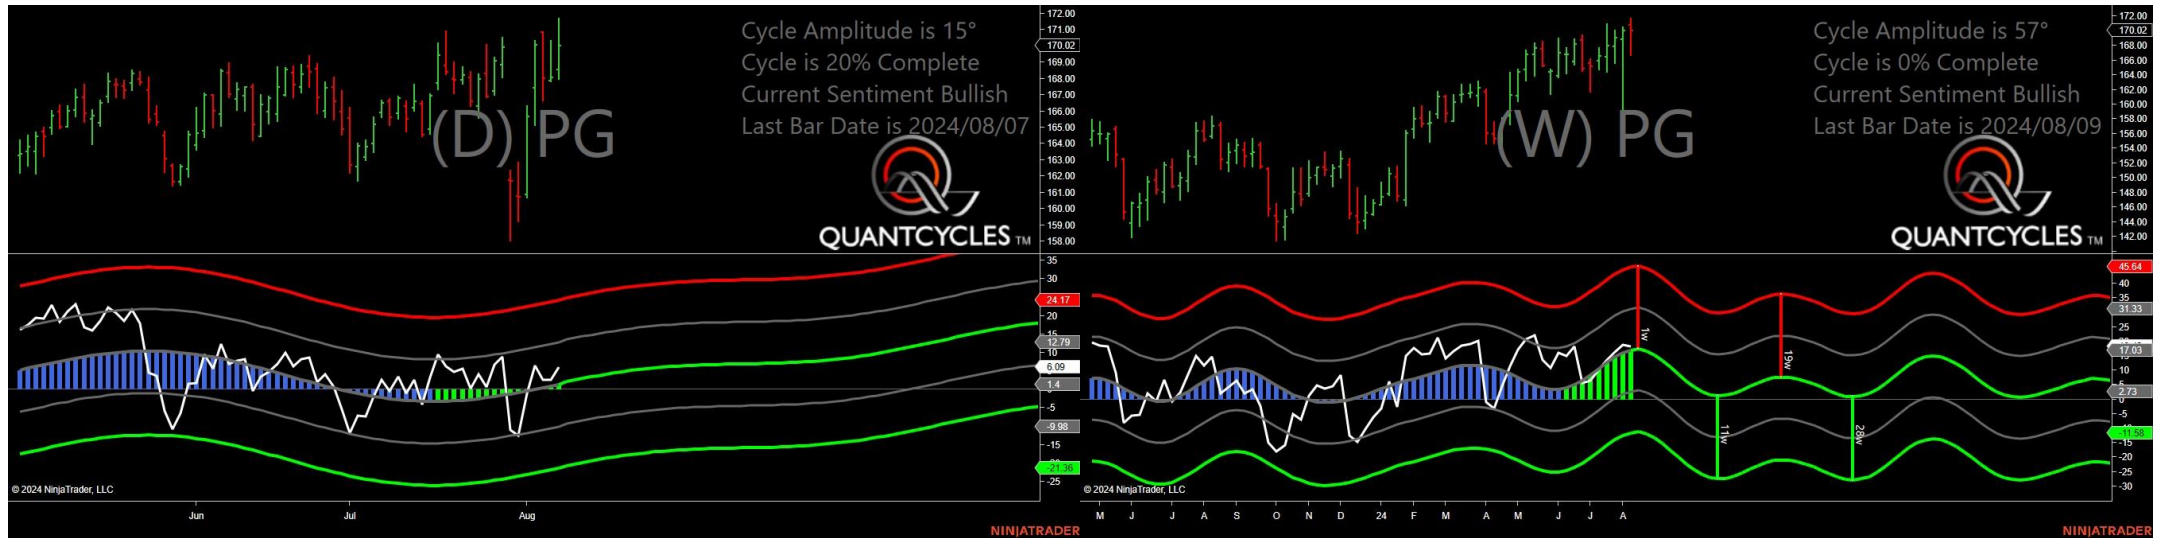 Cycle Amplitude is 15°
Cycle is 20% Complete
Current Sentiment Bullish
Last Bar Date is 2024/08/07
(D) PG
QUANTCYCLES TM
172.00
171.00
170.02
169.00
168.00
167.00
166.00
165.00
164.00
163.00
162.00
161.00
160.00
159.00
158.00
35
30
24.17
20
15
12.79
10
6.09
1.4
-5
-9.98
-15
-21.36
-25
© 2024 NinjaTrader, LLC
Jun
Jul
Aug
NINJATRADER
Cycle Amplitude is 57°
Cycle is 0% Complete
Current Sentiment Bullish
Last Bar Date is 2024/08/09
(W) PG
QUANTCYCLES TM
172.00
170.02
168.00
166.00
164.00
162.00
160.00
158.00
156.00
154.00
152.00
150.00
148.00
146.00
144.00
142.00
45.64
40
35
31.33
25
17.03
10
5
2.73
0
-5
-11.58
-15
-20
-25
-30
1w
19w
11w
28w
© 2024 NinjaTrader, LLC
M J J A S O N D 24 F M A M J J A
NINJATRADER